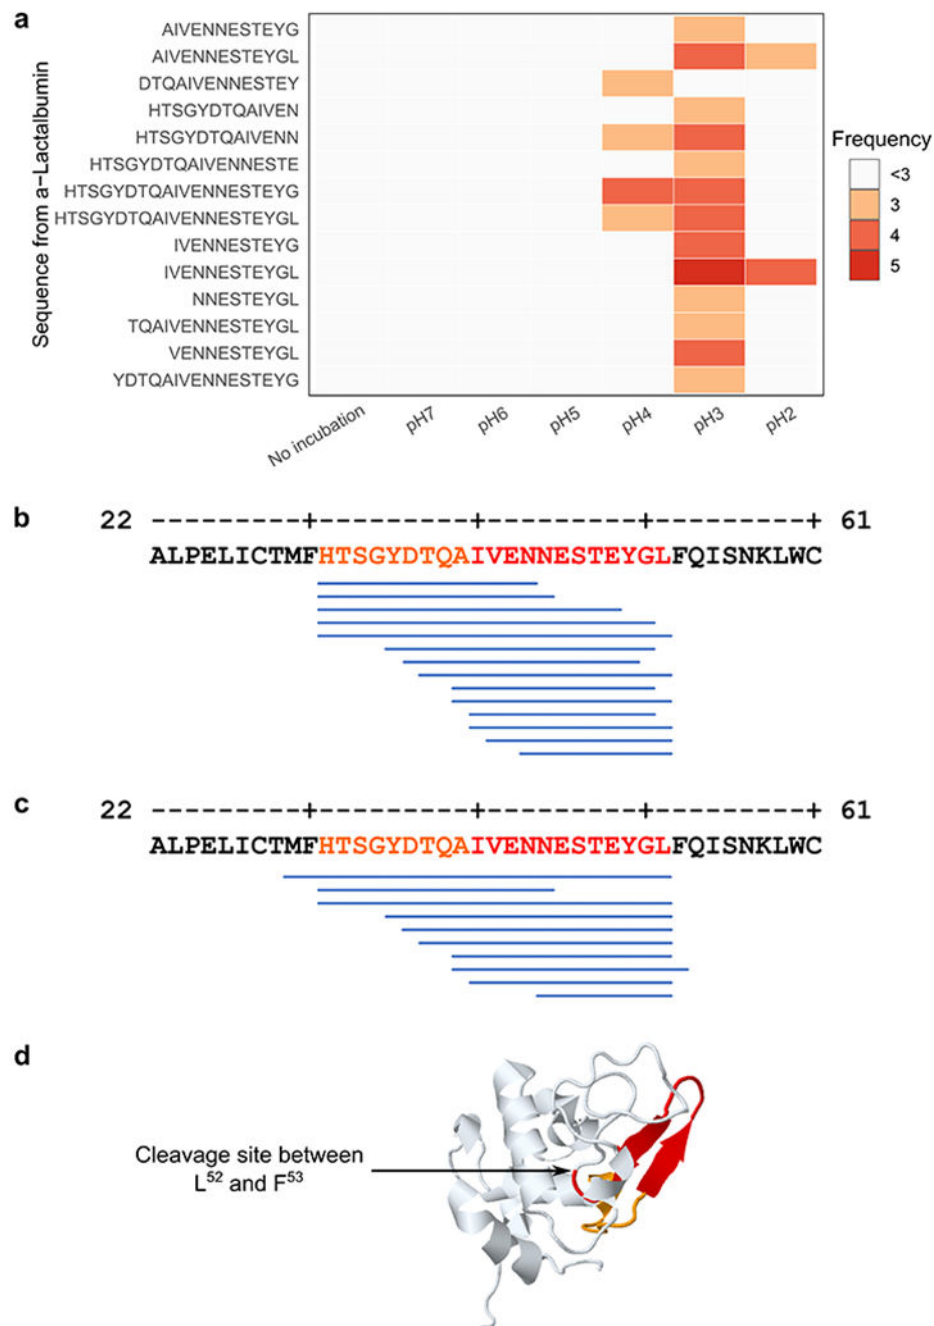 a
Sequence from a-Lactalbumin
AIVENNESTEYG
AIVENNESTEYGL
DTQAIVENNESTEY
HTSGYDTQAIVEN
HTSGYDTQAIVENN
HTSGYDTQAIVENNESTE
HTSGYDTQAIVENNESTEYG
HTSGYDTQAIVENNESTEYGL
IVENNESTEYG
IVENNESTEYGL
NNESTEYGL
TQAIVENNESTEYGL
VENNESTEYGL
YDTQAIVENNESTEYG
No incubation pH7 pH6 pH5 pH4 pH3 pH2
Frequency
<3
3
4
5
b
22 ---------+---------+---------+---------+ 61
ALPELICTMFHTSGYDTQAIVENNESTEYGLFQISNKLWC
c
22 ---------+---------+---------+---------+ 61
ALPELICTMFHTSGYDTQAIVENNESTEYGLFQISNKLWC
d
Cleavage site between
L52 and F53